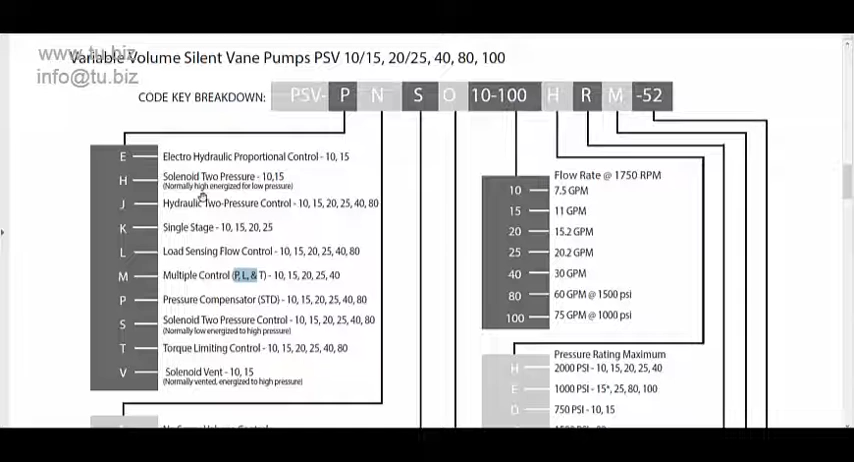 www.tu.biz
info@tu.biz
Variable Volume Silent Vane Pumps PSV 10/15, 20/25, 40, 80, 100
CODE KEY BREAKDOWN: PSV- P N S O 10-100 H R M -52
E Electro Hydraulic Proportional Control - 10, 15
H Solenoid Two Pressure - 10,15
(Normally high energized for low pressure)
J Hydraulic Two-Pressure Control - 10, 15, 20, 25, 40, 80
K Single Stage - 10, 15, 20, 25
L Load Sensing Flow Control - 10, 15, 20, 25, 40, 80
M Multiple Control (P, L, & T) - 10, 15, 20, 25, 40
P Pressure Compensator (STD) - 10, 15, 20, 25, 40, 80
S Solenoid Two Pressure Control - 10, 15, 20, 25, 40, 80
(Normally low energized to high pressure)
T Torque Limiting Control - 10, 15, 20, 25, 40, 80
V Solenoid Vent - 10, 15
(Normally vented, energized to high pressure)
Flow Rate @ 1750 RPM
10 7.5 GPM
15 11 GPM
20 15.2 GPM
25 20.2 GPM
40 30 GPM
80 60 GPM @ 1500 psi
100 75 GPM @ 1000 psi
Pressure Rating Maximum
H 2000 PSI - 10, 15, 20, 25, 40
E 1000 PSI - 15*, 25, 80, 100
D 750 PSI - 10, 15